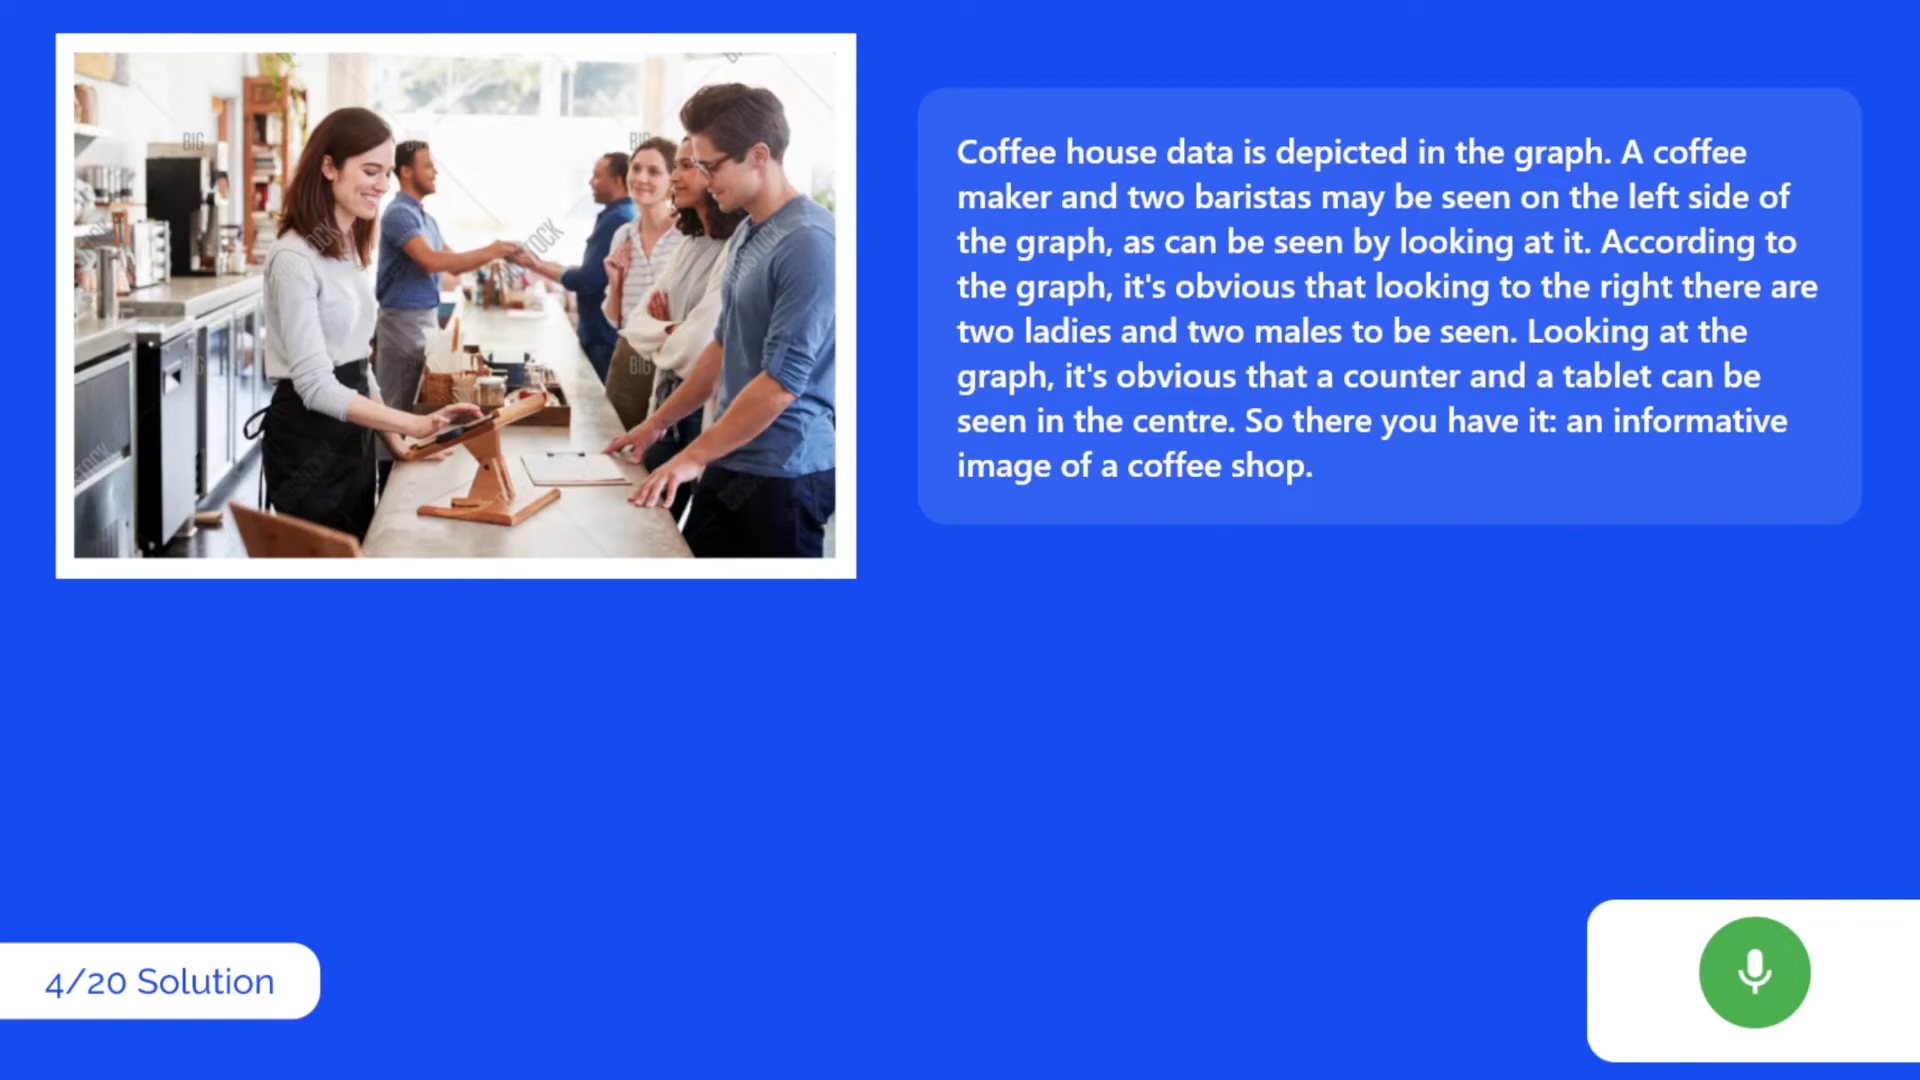 Coffee house data is depicted in the graph. A coffee
maker and two baristas may be seen on the left side of
the graph, as can be seen by looking at it. According to
the graph, it's obvious that looking to the right there are
two ladies and two males to be seen. Looking at the
graph, it's obvious that a counter and a tablet can be
seen in the centre. So there you have it: an informative
image of a coffee shop.
4/20 Solution